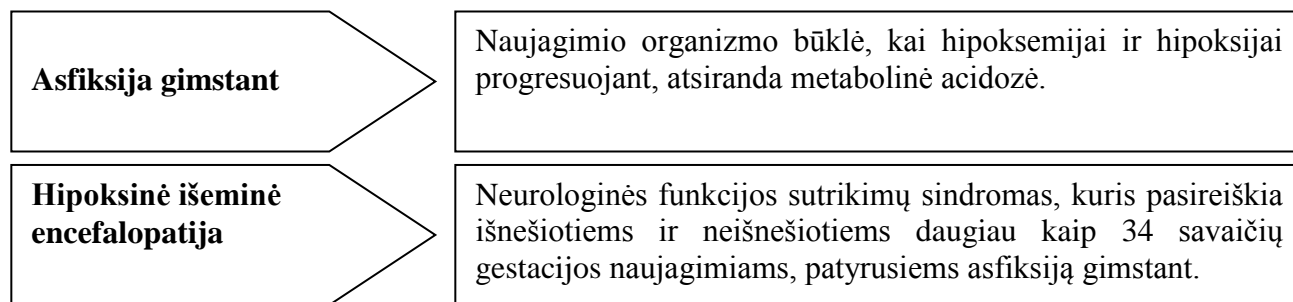 Asfiksija gimstant
Naujagimio organizmo būklė, kai hipoksemijai ir hipoksijai
progresuojant, atsiranda metabolinė acidozė.
Hipoksinė išeminė
encefalopatija
Neurologinės funkcijos sutrikimų sindromas, kuris pasireiškia
išnešiotiems ir neišnešiotiems daugiau kaip 34 savaičių
gestacijos naujagimiams, patyrusiems asfiksiją gimstant.